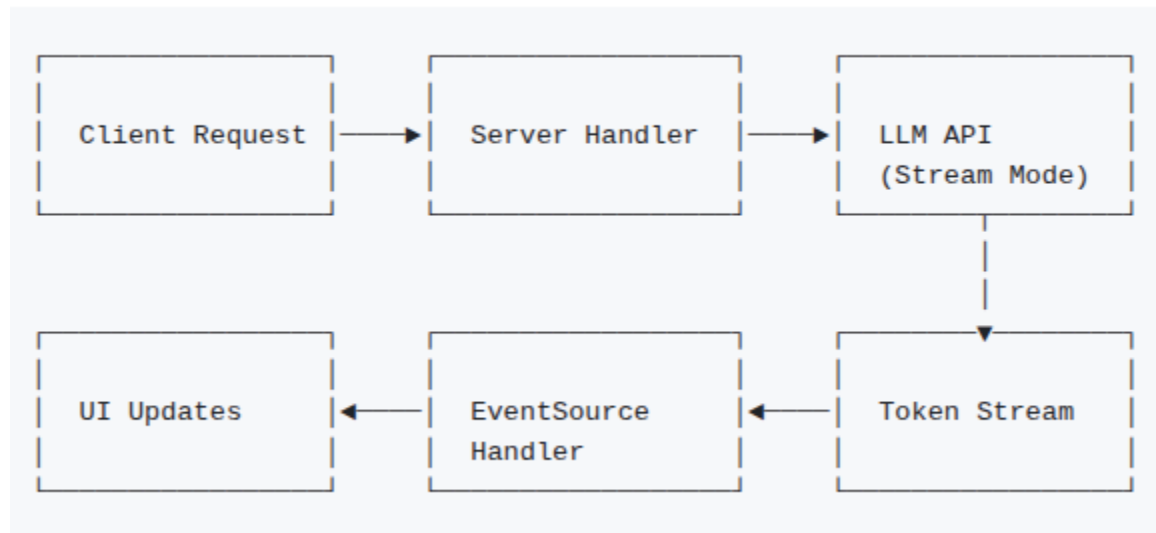 Client Request
Server Handler
LLM API
(Stream Mode)
UI Updates
EventSource
Handler
Token Stream